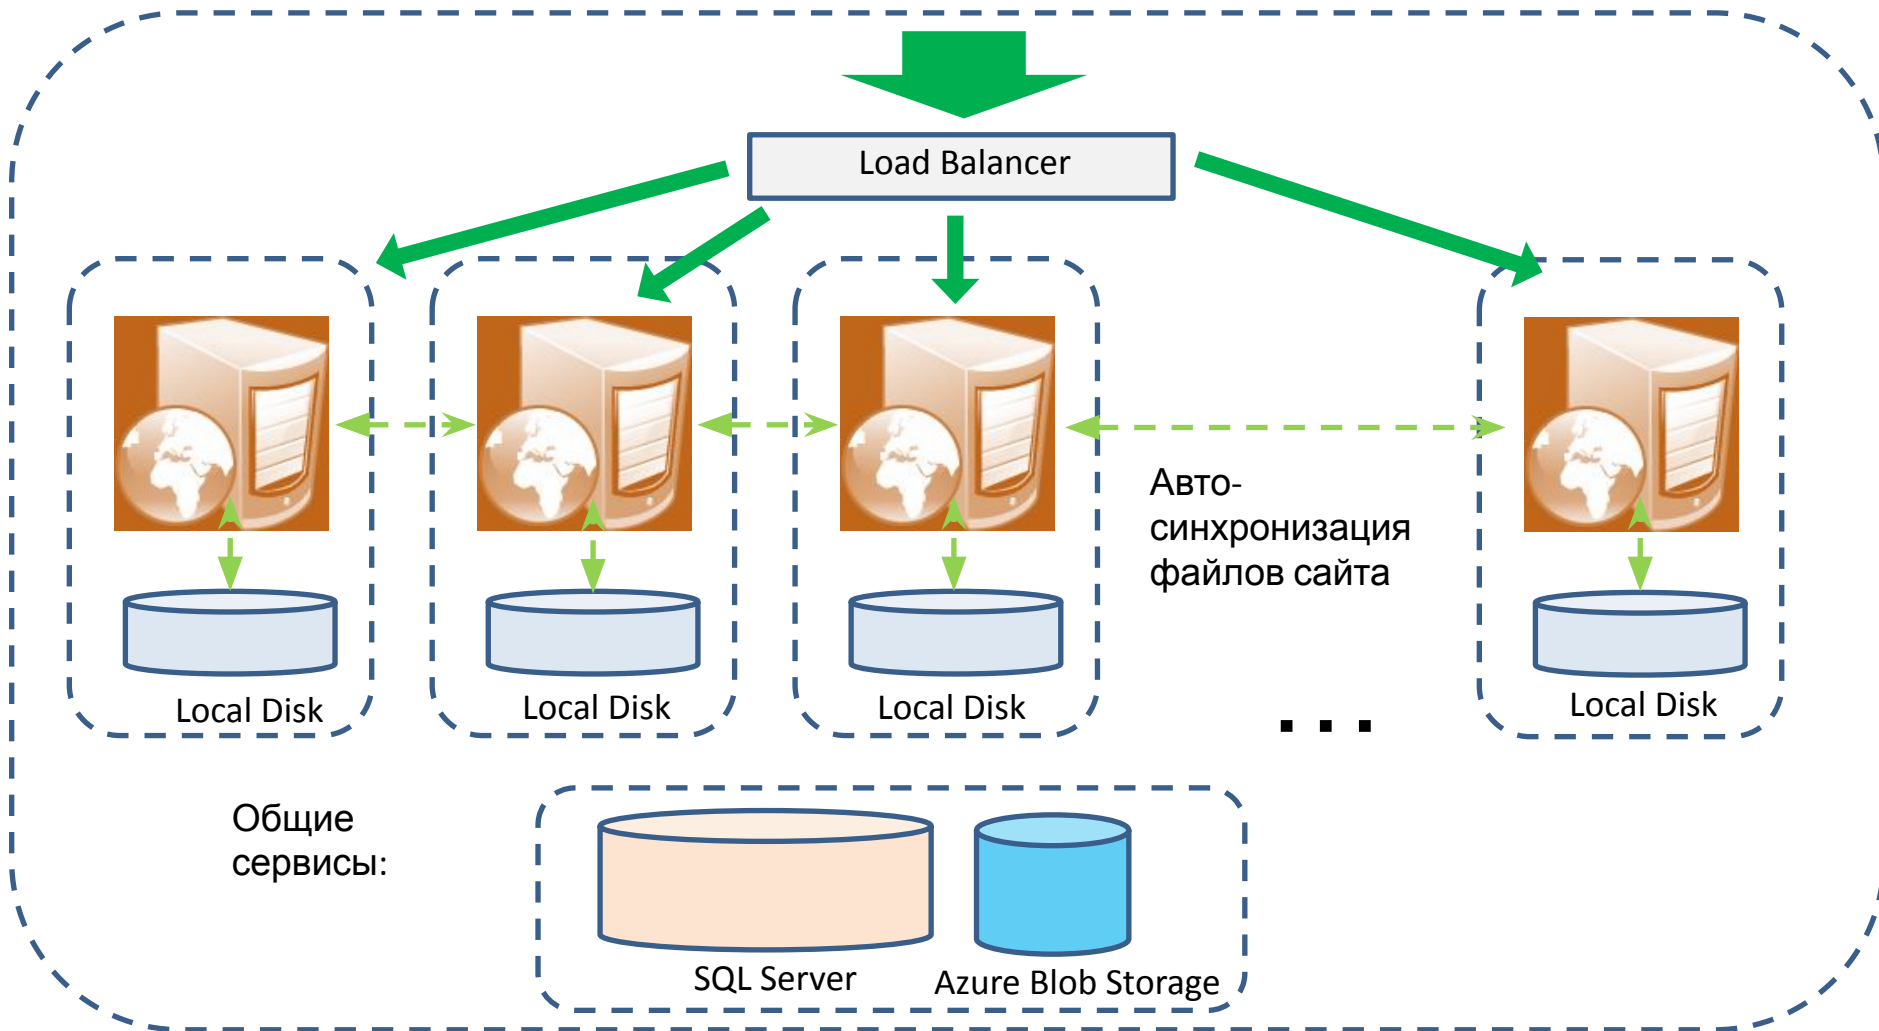 Load Balancer
Авто-
синхронизация
файлов сайта
Local Disk
Local Disk
Local Disk
. . .
Local Disk
Общие
сервисы:
SQL Server
Azure Blob Storage